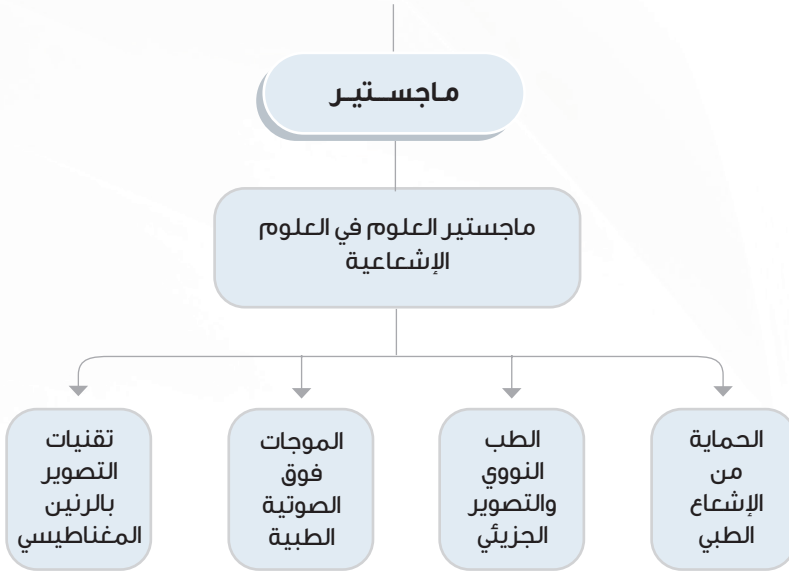 ماجستير
ماجستير العلوم في العلوم
الإشعاعية
الحماية
من
الإشعاع
الطبي
الطب
النووي
والتصوير
الجزيئي
الموجات
فوق
الصوتية
الطبية
تقنيات
التصوير
بالرنين
المغناطيسي